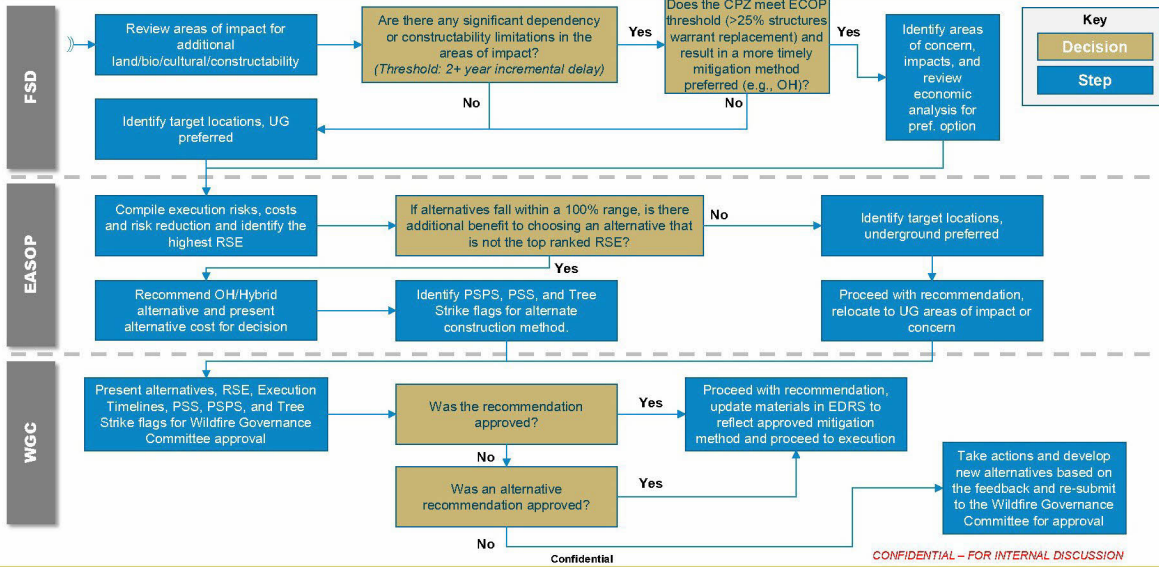 FSD
Review areas of impact for
additional
land/bio/cultural/constructability
Are there any significant dependency
or constructability limitations in the
areas of impact?
(Threshold: 2+ year incremental delay)
Yes
No
Does the CPZ meet ECOP
threshold (>25% structures
warrant replacement) and
result in a more timely
mitigation method
preferred (e.g., OH)?
Yes
No
Identify areas
of concern,
impacts, and
review
economic
analysis for
pref. option
Key
Decision
Step
Identify target locations, UG
preferred
EASOP
Compile execution risks, costs
and risk reduction and identify the
highest RSE
If alternatives fall within a 100% range, is there
additional benefit to choosing an alternative that
is not the top ranked RSE?
No
Yes
Identify target locations,
underground preferred
Recommend OH/Hybrid
alternative and present
alternative cost for decision
Identify PSPS, PSS, and Tree
Strike flags for alternate
construction method.
Proceed with recommendation,
relocate to UG areas of impact or
concern
WGC
Present alternatives, RSE, Execution
Timelines, PSS, PSPS, and Tree
Strike flags for Wildfire Governance
Committee approval
Was the recommendation
approved?
Yes
No
Proceed with recommendation,
update materials in EDRS to
reflect approved mitigation
method and proceed to execution
Was an alternative
recommendation approved?
Yes
No
Take actions and develop
new alternatives based on
the feedback and re-submit
to the Wildfire Governance
Committee for approval
Confidential
CONFIDENTIAL – FOR INTERNAL DISCUSSION